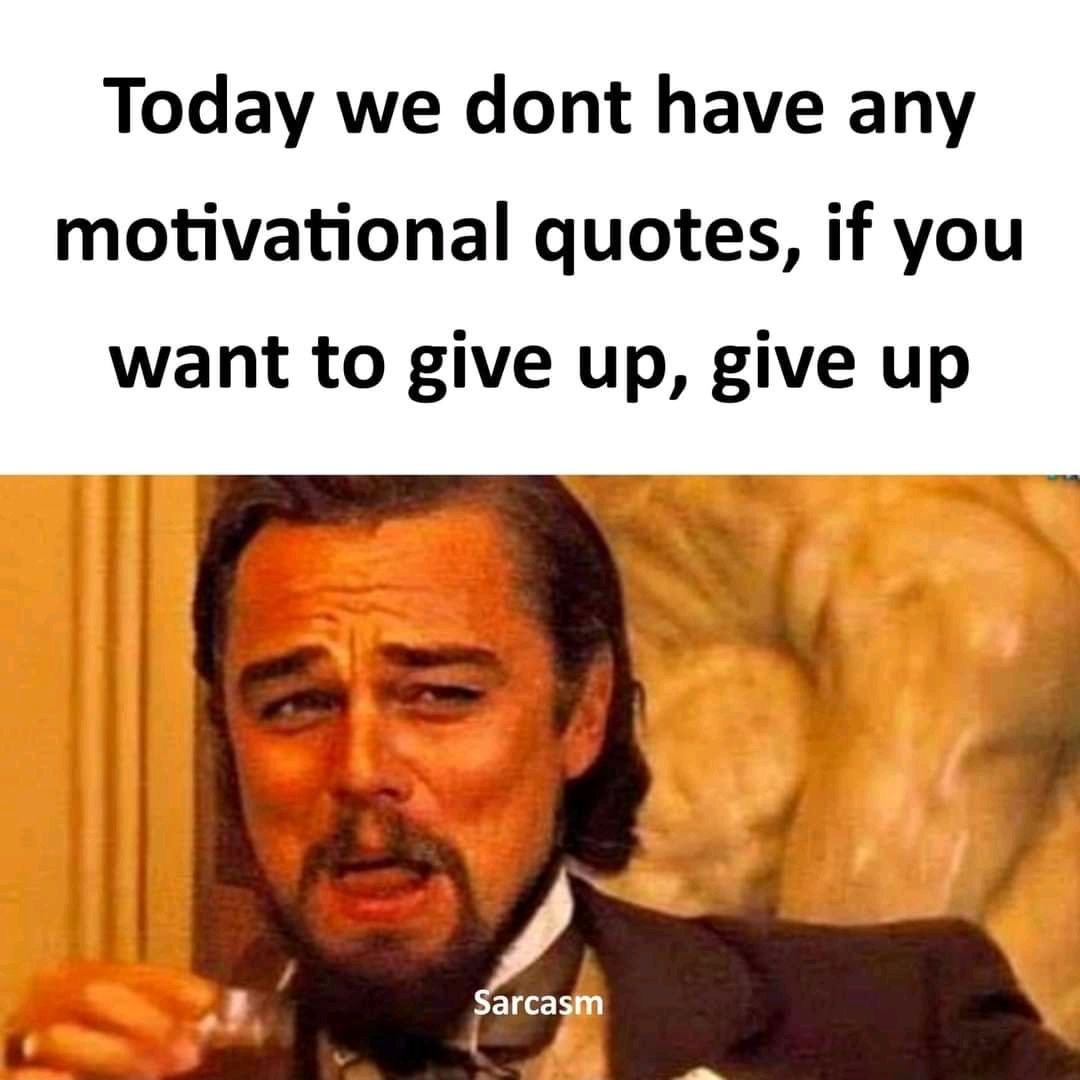 Today we dont have any
motivational quotes, if you
want to give up, give up
Sarcasm